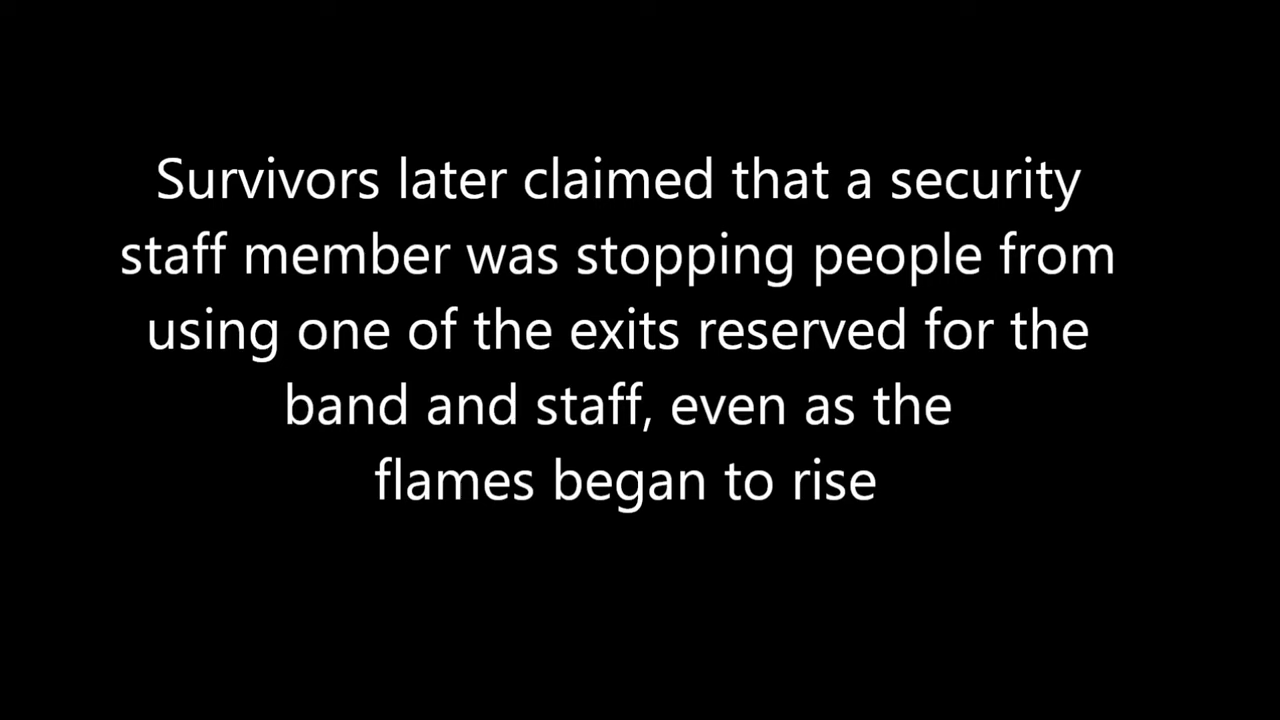 Survivors later claimed that a security
staff member was stopping people from
using one of the exits reserved for the
band and staff, even as the
flames began to rise